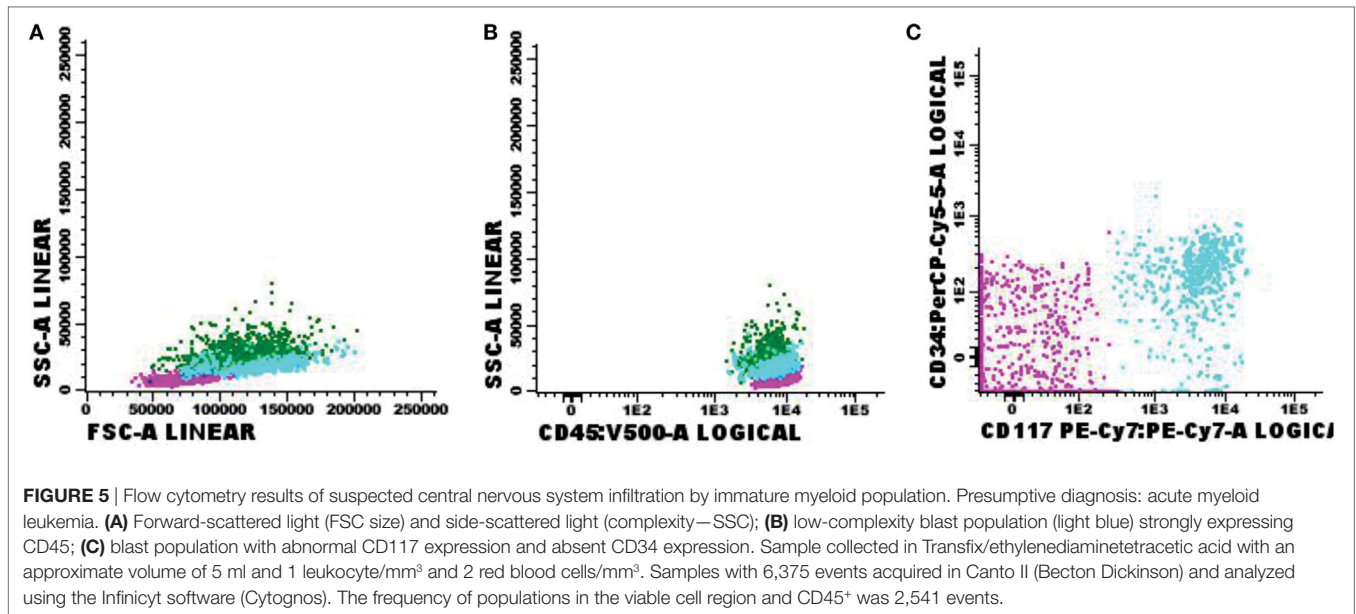 A
B
C
SSC-A LINEAR
250000
200000
150000
100000
50000
0
0 50000 100000 150000 200000 250000
FSC-A LINEAR
SSC-A LINEAR
250000
200000
150000
100000
50000
0
0 1E2 1E3 1E4 1E5
CD45:V500-A LOGICAL
CD34:PerCP-Cy5-5-A LOGICAL
1E5
1E4
1E3
1E2
0
0 1E2 1E3 1E4 1E5
CD117 PE-Cy7:PE-Cy7-A LOGICA
FIGURE 5 | Flow cytometry results of suspected central nervous system infiltration by immature myeloid population. Presumptive diagnosis: acute myeloid
leukemia. (A) Forward-scattered light (FSC size) and side-scattered light (complexity—SSC); (B) low-complexity blast population (light blue) strongly expressing
CD45; (C) blast population with abnormal CD117 expression and absent CD34 expression. Sample collected in Transfix/ethylenediaminetetracetic acid with an
approximate volume of 5 ml and 1 leukocyte/mm³ and 2 red blood cells/mm³. Samples with 6,375 events acquired in Canto II (Becton Dickinson) and analyzed
using the Infinicyt software (Cytognos). The frequency of populations in the viable cell region and CD45⁺ was 2,541 events.